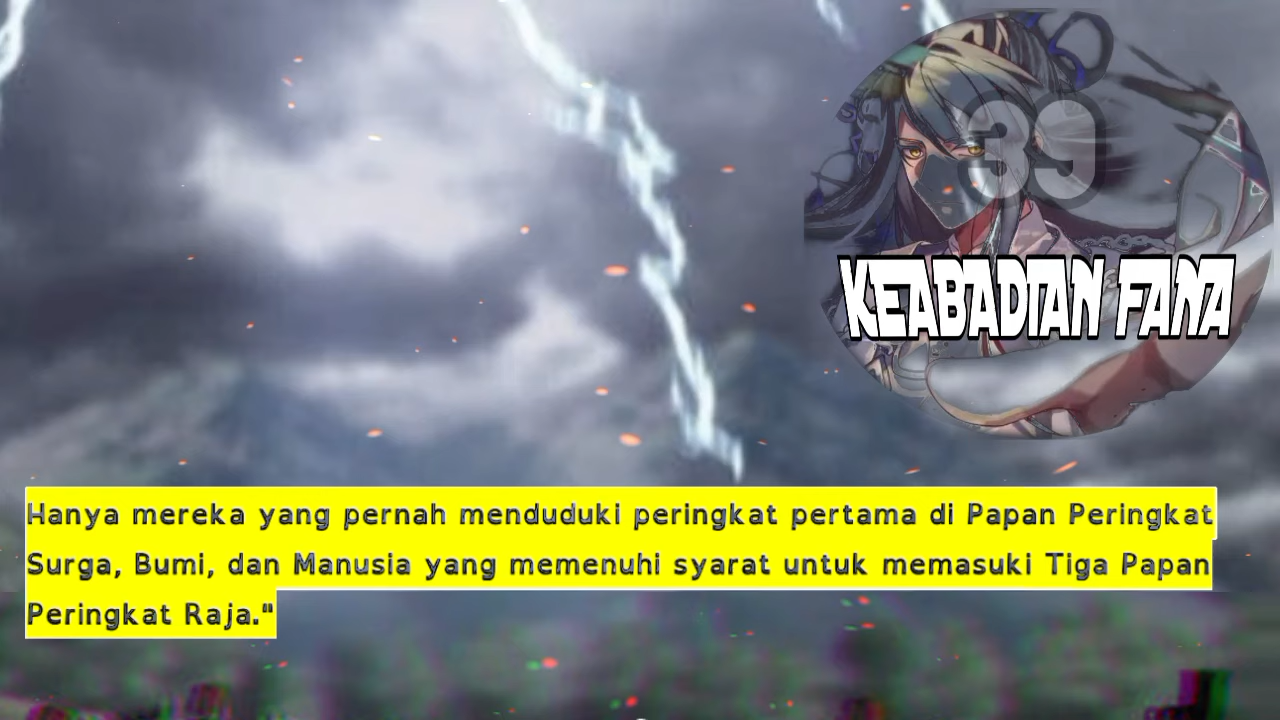 39
KEABADIAN FANA
Hanya mereka yang pernah menduduki peringkat pertama di Papan Peringkat
Surga, Bumi, dan Manusia yang memenuhi syarat untuk memasuki Tiga Papan
Peringkat Raja."